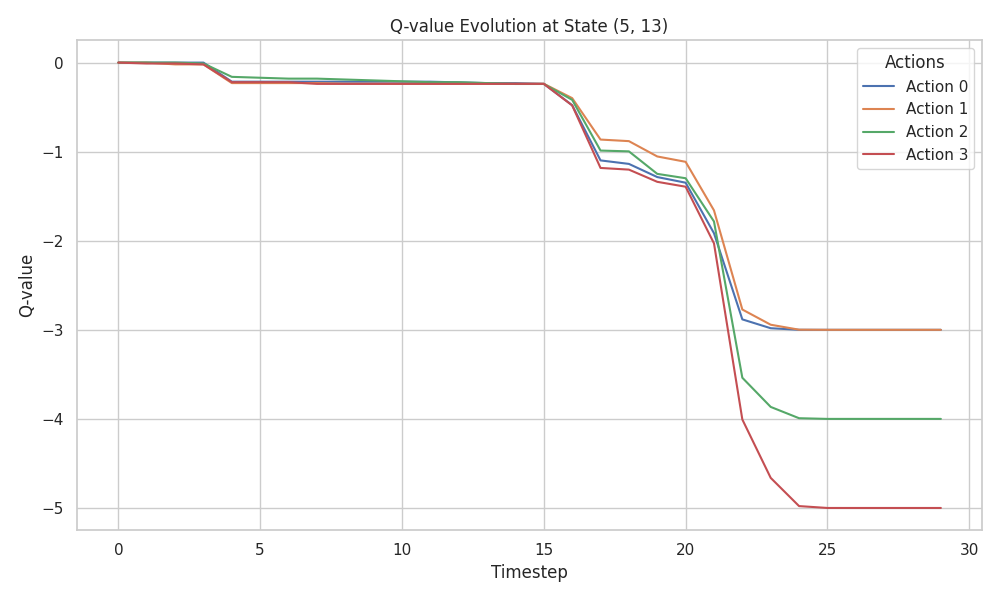 Q-value Evolution at State (5, 13)
Actions
Action 0
Action 1
Action 2
Action 3
Q-value
0
−1
−2
−3
−4
−5
0 5 10 15 20 25 30
Timestep